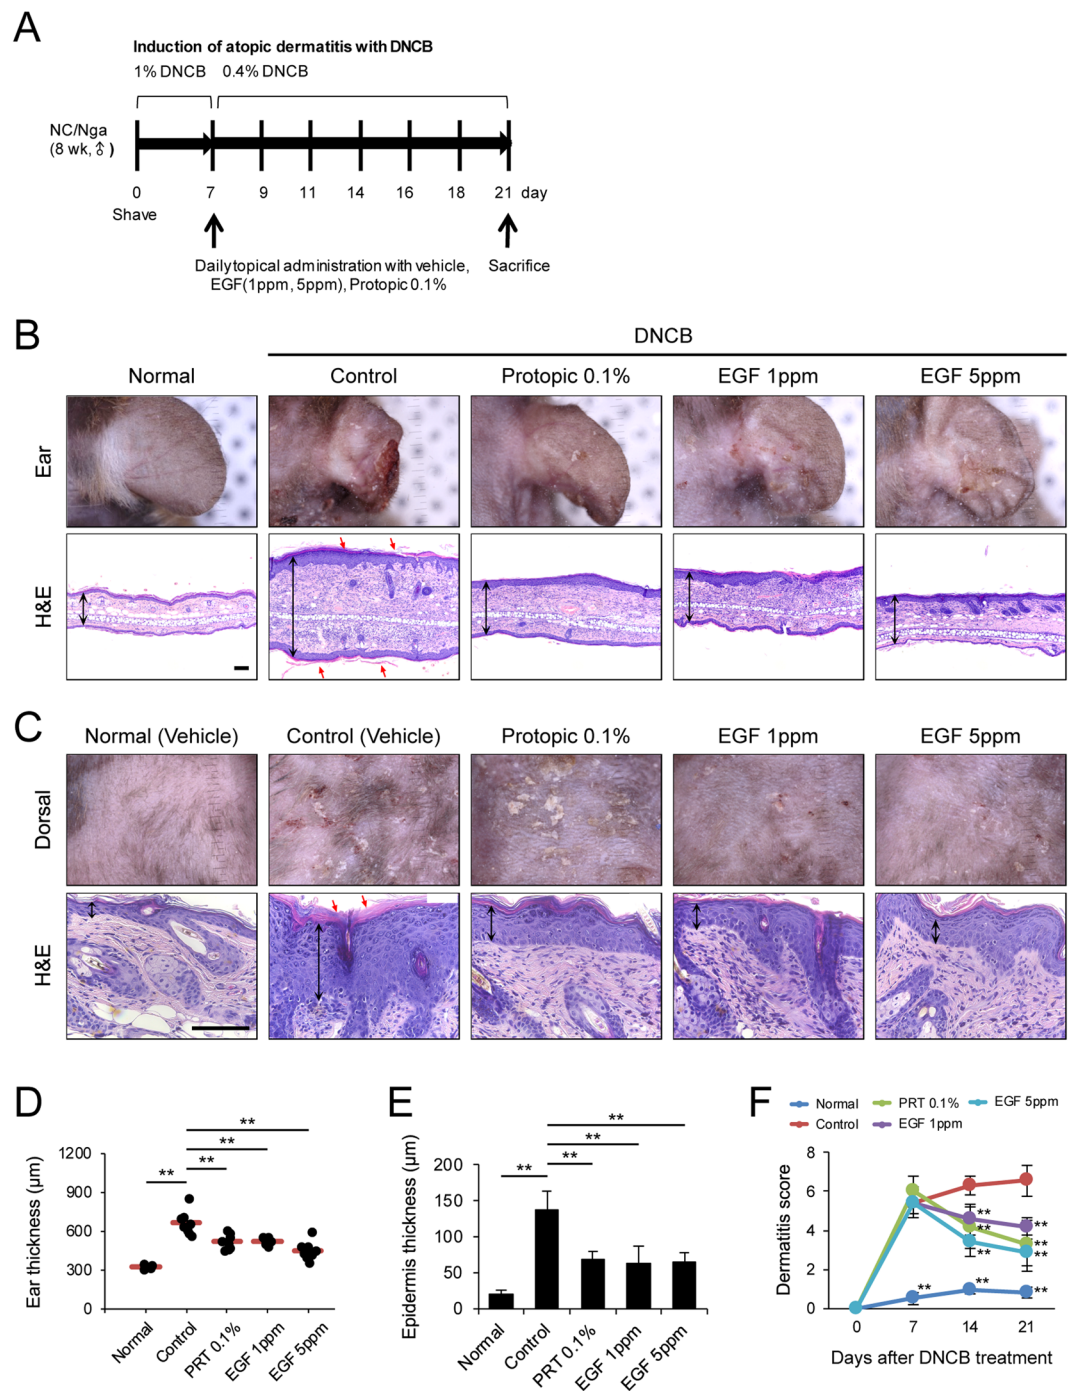 A
Induction of atopic dermatitis with DNCB
1% DNCB 0.4% DNCB
NC/Nga
(8 wk, ♂)
0 7 9 11 14 16 18 21 day
Shave
Daily topical administration with vehicle,
EGF(1ppm, 5ppm), Protopic 0.1%
Sacrifice
B
DNCB
Normal Control Protopic 0.1% EGF 1ppm EGF 5ppm
Ear
H&E
C
Normal (Vehicle) Control (Vehicle) Protopic 0.1% EGF 1ppm EGF 5ppm
Dorsal
H&E
D
Ear thickness (µm)
1200
900
600
300
0
** ** ** **
Normal Control PRT 0.1% EGF 1ppm EGF 5ppm
E
Epidermis thickness (µm)
200
150
100
50
0
** ** ** **
Normal Control PRT 0.1% EGF 1ppm EGF 5ppm
F
Normal PRT 0.1% EGF 5ppm
Control EGF 1ppm
Dermatitis score
8
6
4
2
0
** ** ** ** ** ** ** ** **
0 7 14 21
Days after DNCB treatment